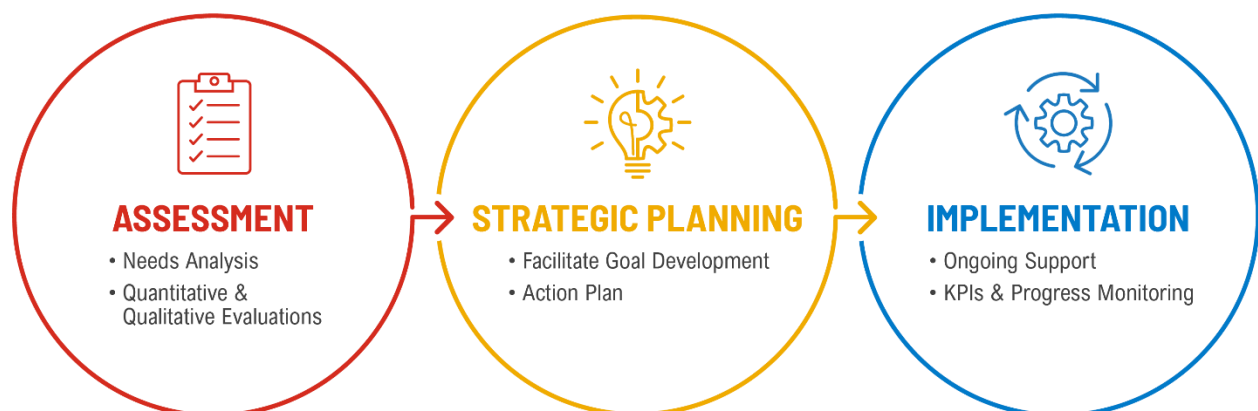 ASSESSMENT
• Needs Analysis
• Quantitative &
Qualitative Evaluations
STRATEGIC PLANNING
• Facilitate Goal Development
• Action Plan
IMPLEMENTATION
• Ongoing Support
• KPIs & Progress Monitoring